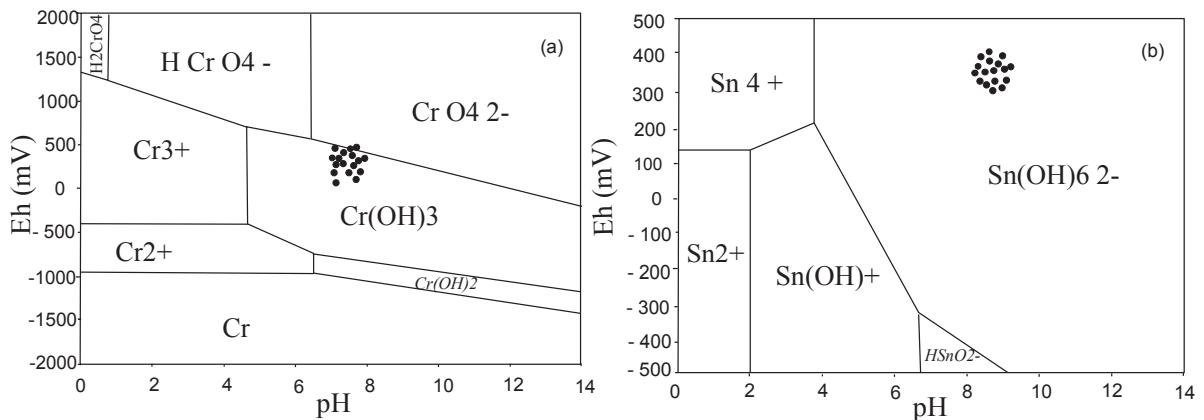 (a)
2000
1500
1000
500
0
- 500
-1000
-1500
-2000
Eh (mV)
H2CrO4
H Cr O4 -
Cr O4 2-
Cr3+
Cr(OH)3
Cr2+
Cr(OH)2
Cr
0 2 4 6 8 10 12 14
pH
(b)
500
400
300
200
100
0
- 100
- 200
- 300
- 400
- 500
Eh (mV)
Sn 4 +
Sn(OH)6 2-
Sn2+
Sn(OH)+
HSnO2-
0 2 4 6 8 10 12 14
pH